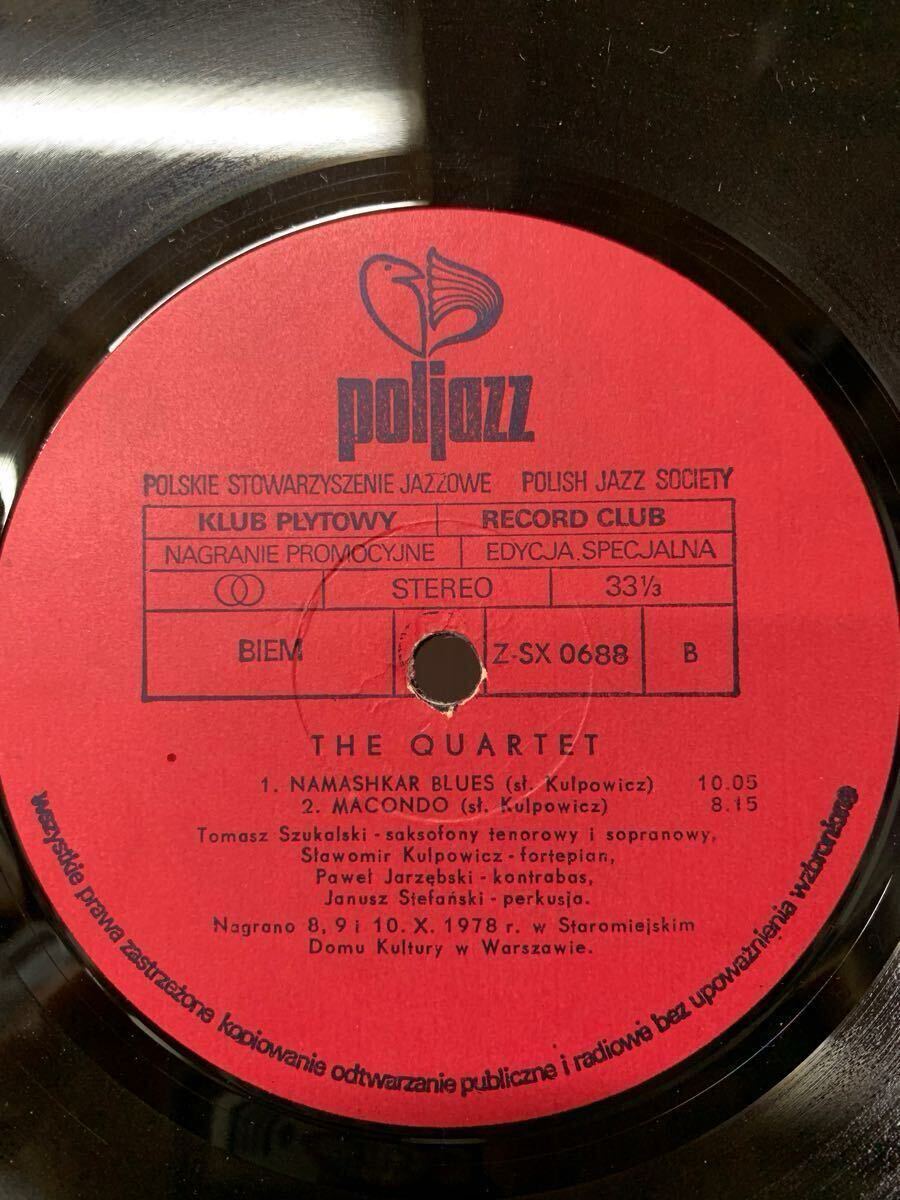 poljazz
POLSKIE STOWARZYSZENIE JAZZOWE POLISH JAZZ SOCIETY
KLUB PŁYTOWY RECORD CLUB
NAGRANIE PROMOCYJNE EDYCJA SPECJALNA
STEREO 33⅓
BIEM Z-SX 0688 B
THE QUARTET
1. NAMASHKAR BLUES (sł. Kulpowicz) 10.05
2. MACONDO (sł. Kulpowicz) 8.15
Tomasz Szukalski - saksofony tenorowy i sopranowy,
Sławomir Kulpowicz - fortepian,
Paweł Jarzębski - kontrabas,
Janusz Stefański - perkusja.
Nagrano 8, 9 i 10. X. 1978 r. w Staromiejskim
Domu Kultury w Warszawie.
Wszystkie prawa zastrzeżone kopiowanie odtwarzanie publiczne i radiowe bez upoważnienia wzbronione